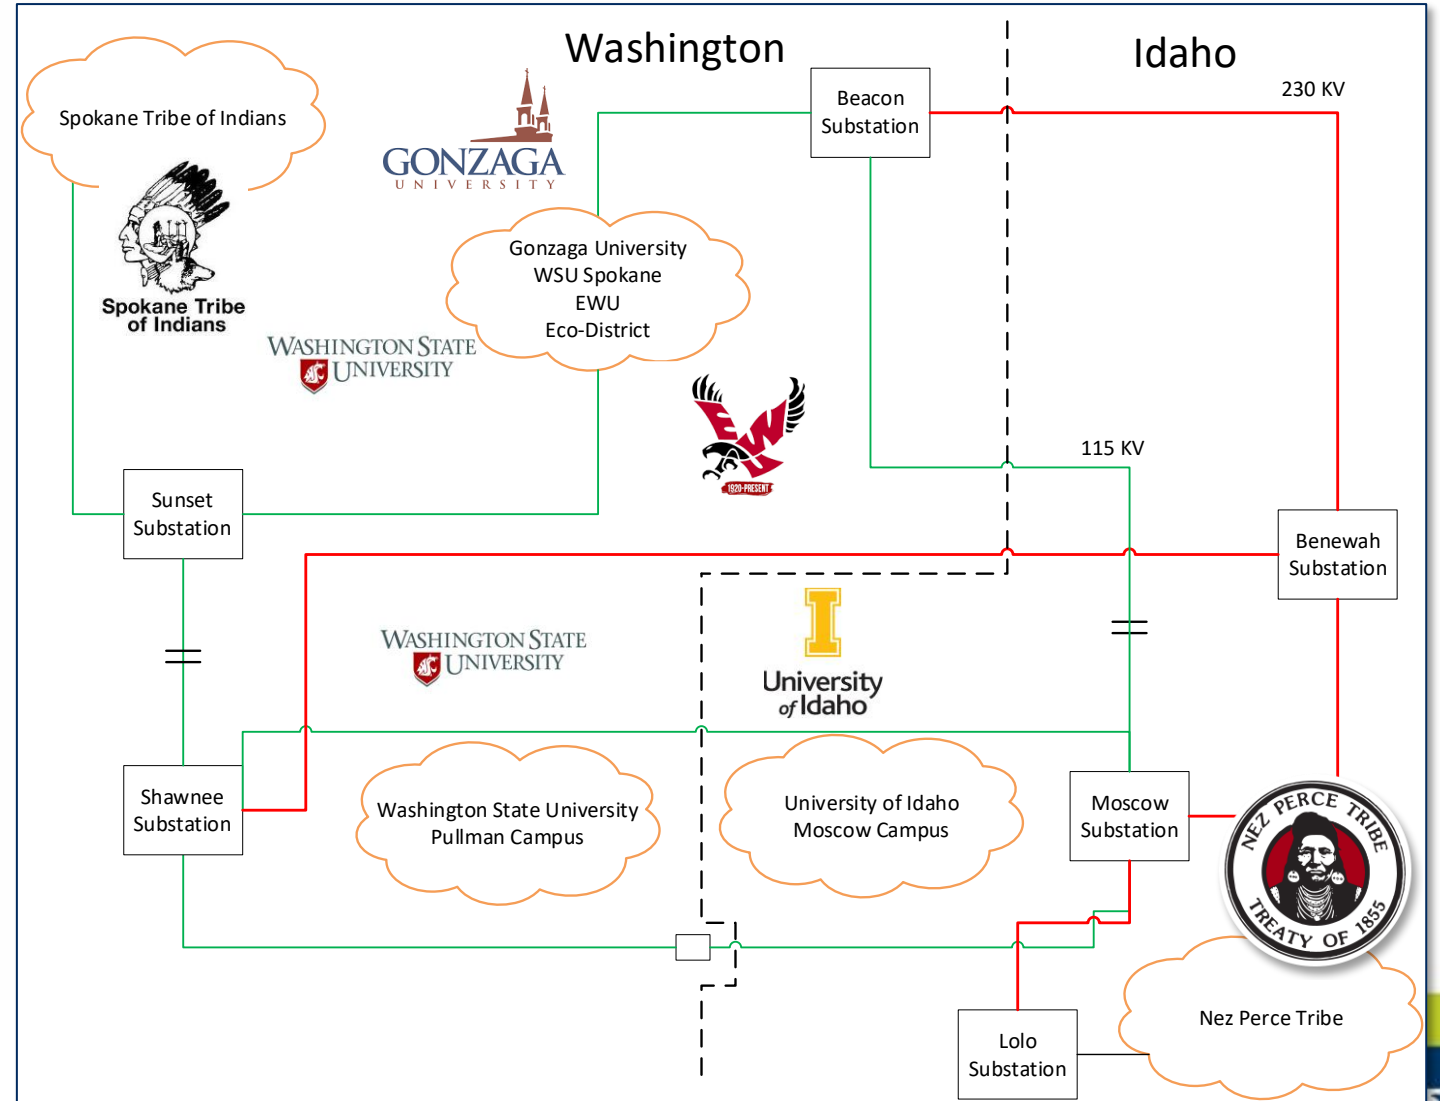 Washington
Idaho
230 KV
Beacon
Substation
Spokane Tribe of Indians
GONZAGA
UNIVERSITY
Gonzaga University
WSU Spokane
EWU
Eco-District
Spokane Tribe
of Indians
WASHINGTON STATE
UNIVERSITY
EWU
1920-PRESENT
115 KV
Sunset
Substation
Benewah
Substation
WASHINGTON STATE
UNIVERSITY
I
University
of Idaho
Shawnee
Substation
Washington State University
Pullman Campus
University of Idaho
Moscow Campus
Moscow
Substation
NEZ PERCE TRIBE
TREATY OF 1855
Nez Perce Tribe
Lolo
Substation